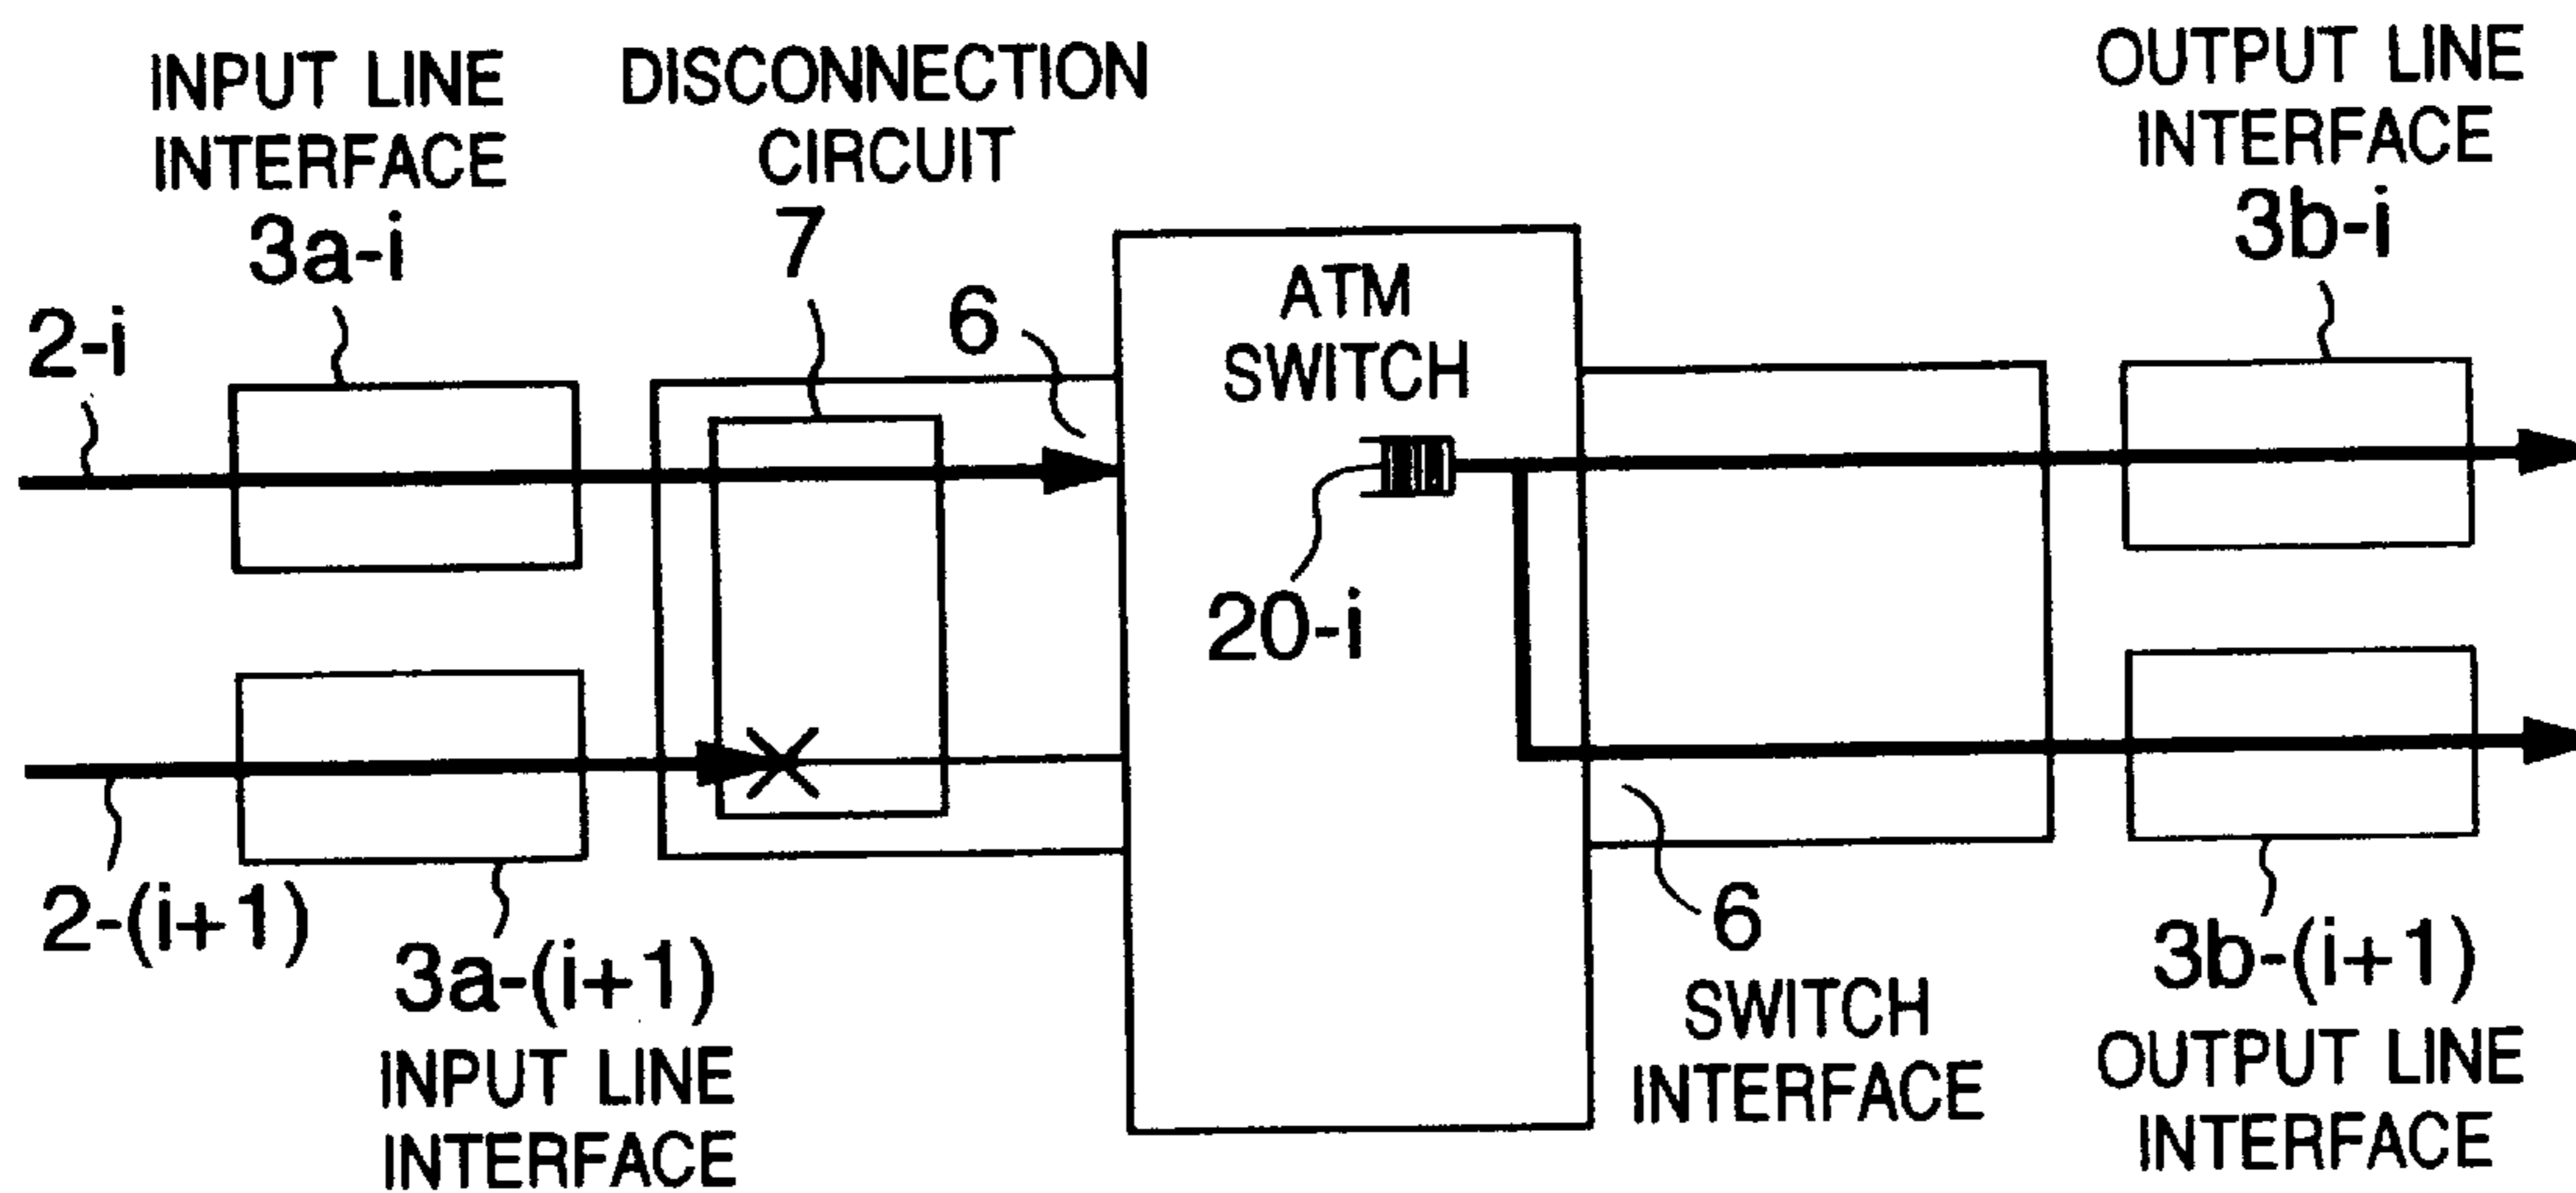 INPUT LINE
INTERFACE
3a-i
DISCONNECTION
CIRCUIT
7
OUTPUT LINE
INTERFACE
3b-i
2-i
6
ATM
SWITCH
20-i
2-(i+1)
3a-(i+1)
INPUT LINE
INTERFACE
6
SWITCH
INTERFACE
3b-(i+1)
OUTPUT LINE
INTERFACE